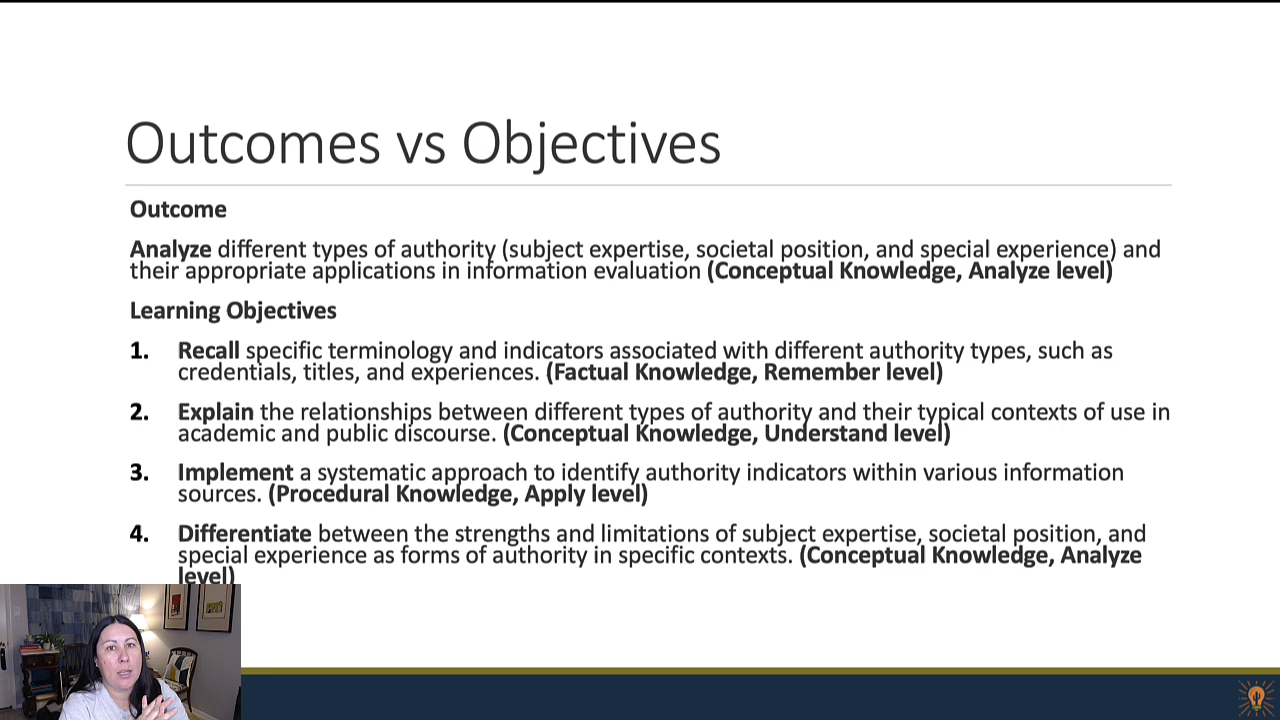 Outcomes vs Objectives
Outcome
Analyze different types of authority (subject expertise, societal position, and special experience) and
their appropriate applications in information evaluation (Conceptual Knowledge, Analyze level)
Learning Objectives
1. Recall specific terminology and indicators associated with different authority types, such as
credentials, titles, and experiences. (Factual Knowledge, Remember level)
2. Explain the relationships between different types of authority and their typical contexts of use in
academic and public discourse. (Conceptual Knowledge, Understand level)
3. Implement a systematic approach to identify authority indicators within various information
sources. (Procedural Knowledge, Apply level)
4. Differentiate between the strengths and limitations of subject expertise, societal position, and
special experience as forms of authority in specific contexts. (Conceptual Knowledge, Analyze
level)